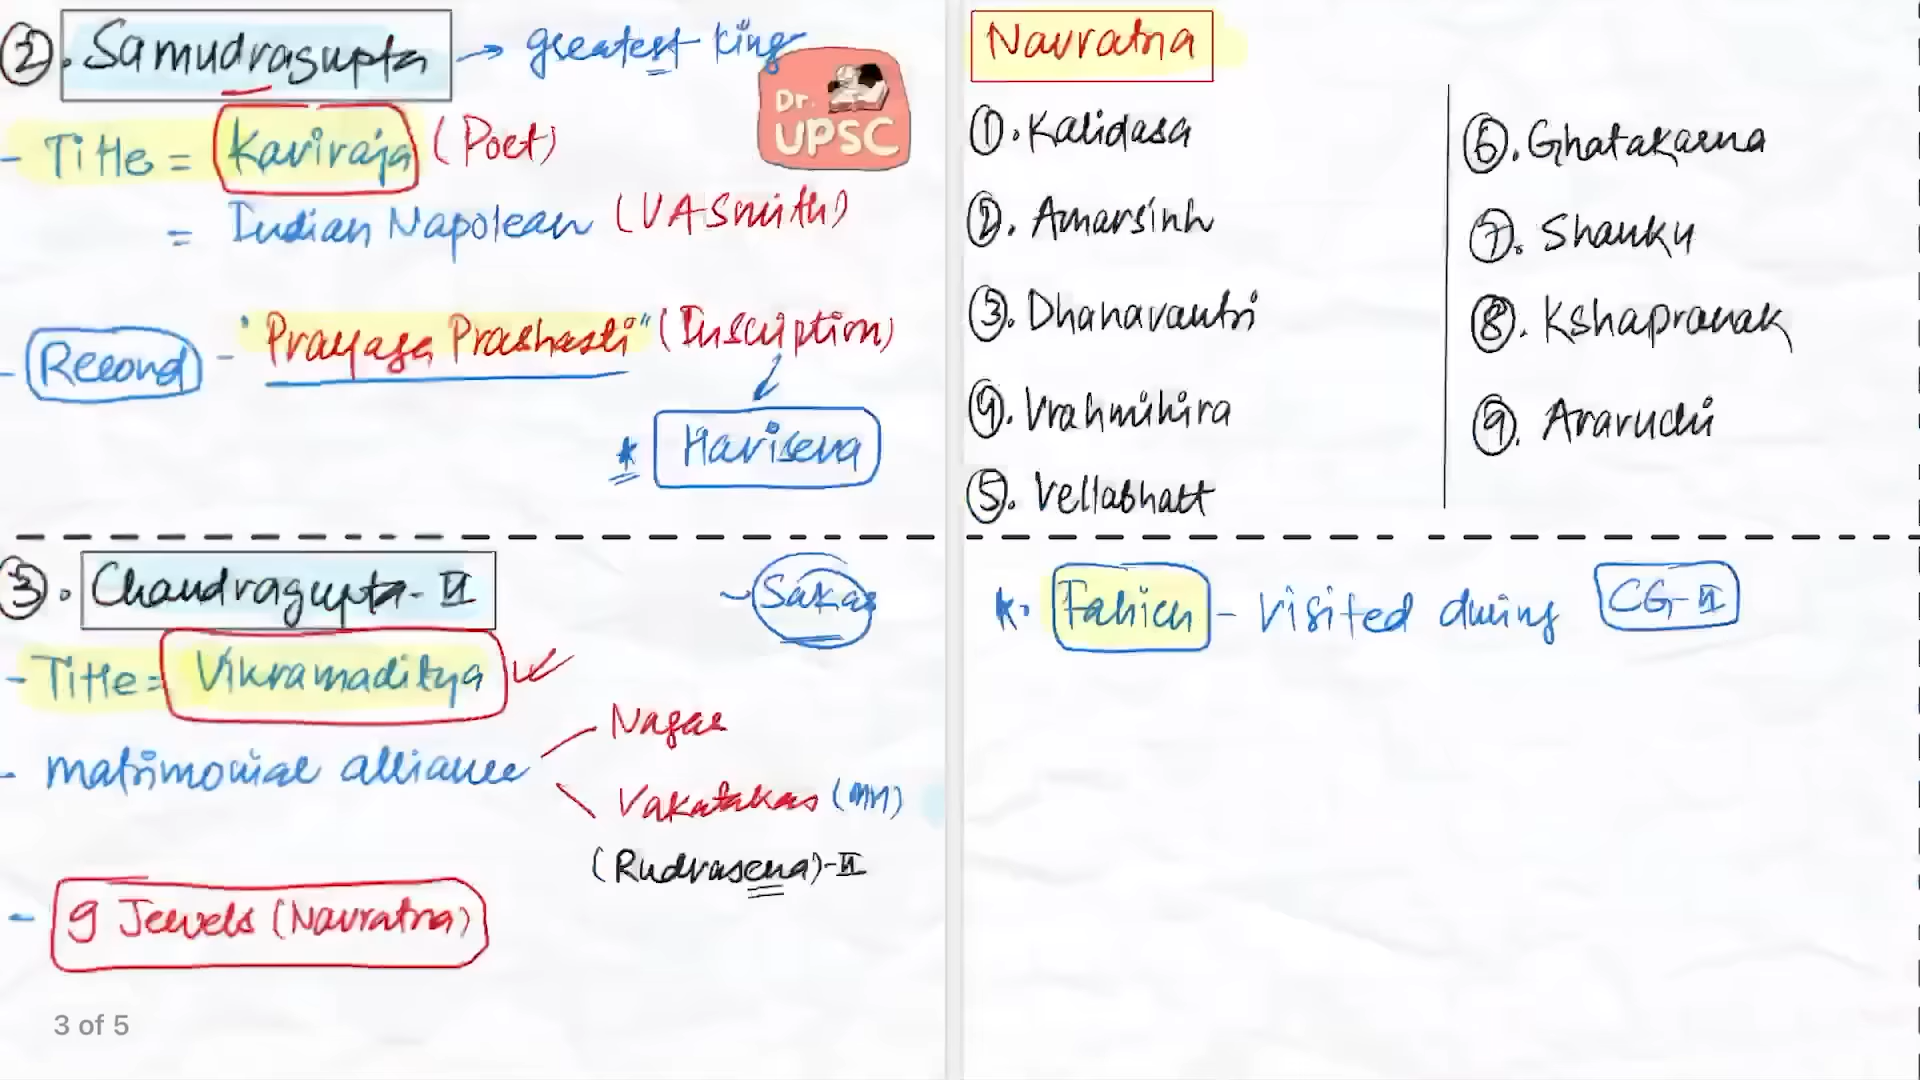 ②. Samudragupta → greatest king
Dr.
UPSC
- Title = Kaviraja (Poet)
= Indian Napolean (VA Smith)
- Record - "Prayaga Prashasti" (Inscription)
* Harisena
③. Chandragupta-II
~ Sakas
- Title = Vikramaditya
- matrimonial alliance
Nagas
Vakatakas (MH)
(Rudrasena)-II
- 9 Jewels (Navratna)
3 of 5
Navratna
①. Kalidasa
②. Amarsinh
③. Dhanavantri
④. Vrahmihira
⑤. Vellabhatt
⑥. Ghatakarna
⑦. Shanku
⑧. Kshapranak
⑨. Araruchi
*. Fahien - visited during CG-II